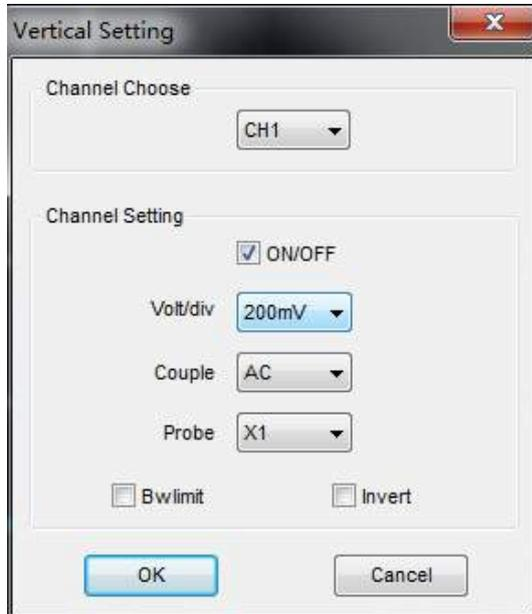 Vertical Setting
Channel Choose
CH1
Channel Setting
ON/OFF
Volt/div 200mV
Couple AC
Probe X1
Bwlimit Invert
OK Cancel